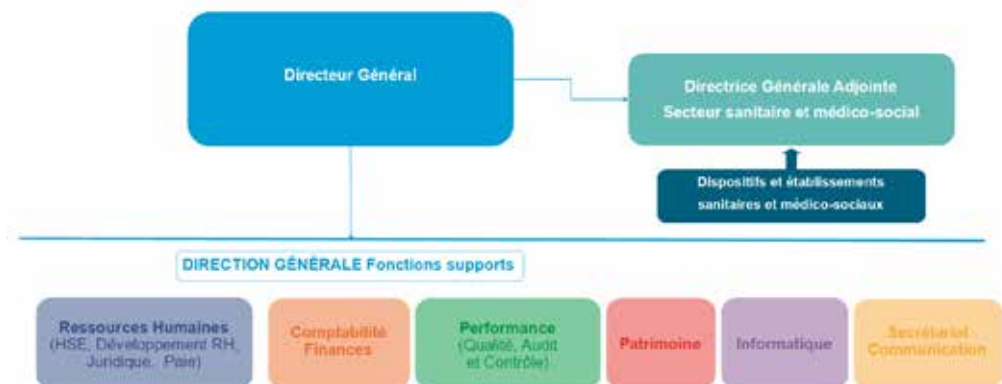 Directeur Général
Directrice Générale Adjointe
Secteur sanitaire et médico-social
Dispositifs et établissements
sanitaires et médico-sociaux
DIRECTION GÉNÉRALE Fonctions supports
Ressources Humaines
(HSE, Développement RH,
Juridique, Paie)
Comptabilité
Finances
Performance
(Qualité, Audit
et Contrôle)
Patrimoine
Informatique
Secrétariat
Communication